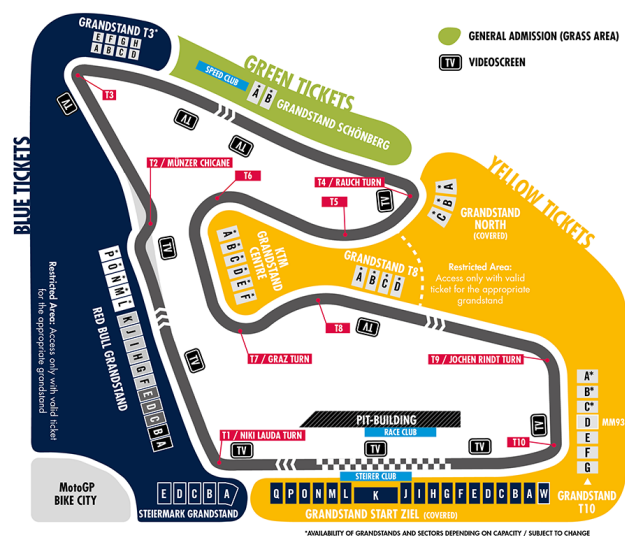 GRANDSTAND T3*
E F G H
A B C D
GENERAL ADMISSION (GRASS AREA)
TV VIDEOSCREEN
GREEN TICKETS
SPEED CLUB
A B
GRANDSTAND SCHÖNBERG
T3
TV
TV
TV
BLUE TICKETS
YELLOW TICKETS
T2 / MÜNZER CHICANE
T6
T4 / RAUCH TURN
TV
T5
C B A
GRANDSTAND
NORTH
(COVERED)
TV
KTM
GRANDSTAND
CENTRE
A B C D E F
GRANDSTAND T8
A B C D
Restricted Area:
Access only with valid
ticket for the appropriate
grandstand
Restricted Area: Access only with valid ticket
for the appropriate grandstand
P O N M L K J I H G F E D C B A
RED BULL GRANDSTAND
T8
TV
T7 / GRAZ TURN
TV
T9 / JOCHEN RINDT TURN
A*
B*
C*
D
E
F
G
MM93
GRANDSTAND
T10
PIT-BUILDING
RACE CLUB
T1 / NIKI LAUDA TURN
T10
TV
TV
TV
TV
STEIRER CLUB
MotoGP
BIKE CITY
E D C B A
STEIERMARK GRANDSTAND
Q P O N M L K J I H G F E D C B A W
GRANDSTAND START ZIEL (COVERED)
*AVAILABILITY OF GRANDSTANDS AND SECTORS DEPENDING ON CAPACITY / SUBJECT TO CHANGE